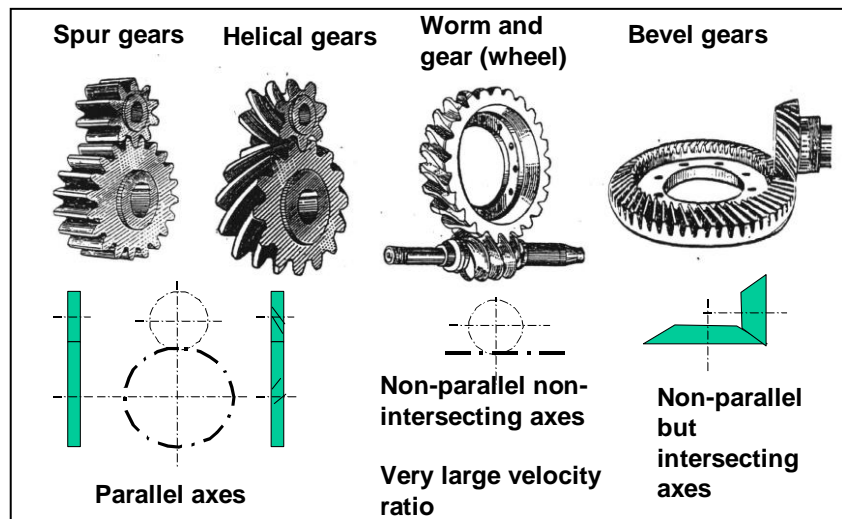 Spur gears
Helical gears
Worm and
gear (wheel)
Bevel gears
Parallel axes
Non-parallel non-
intersecting axes
Very large velocity
ratio
Non-parallel
but
intersecting
axes